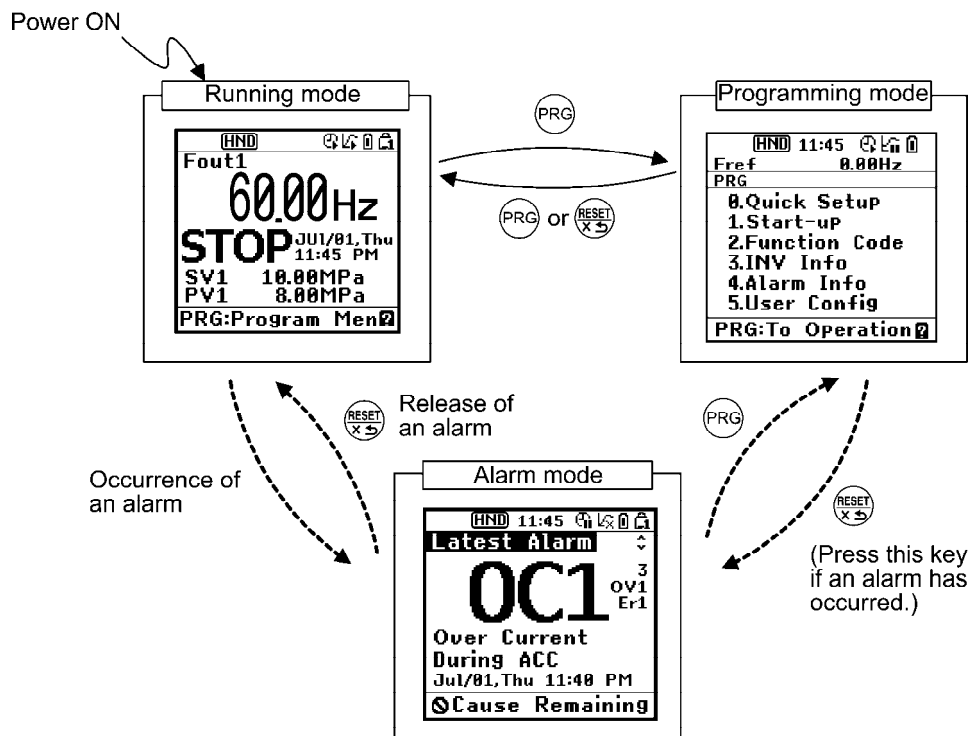 Power ON
Running mode
HND
Fout1
60.00Hz
STOP JUl/01,Thu
11:45 PM
SV1 10.00MPa
PV1 8.00MPa
PRG:Program Men?
PRG
PRG or RESET
Programming mode
HND 11:45
Fref 0.00Hz
PRG
0.Quick Setup
1.Start-up
2.Function Code
3.INV Info
4.Alarm Info
5.User Config
PRG:To Operation?
Occurrence of
an alarm
RESET
Release of
an alarm
Alarm mode
HND 11:45
Latest Alarm
OC1
3
OV1
Er1
Over Current
During ACC
Jul/01,Thu 11:40 PM
Cause Remaining
PRG
RESET
(Press this key
if an alarm has
occurred.)